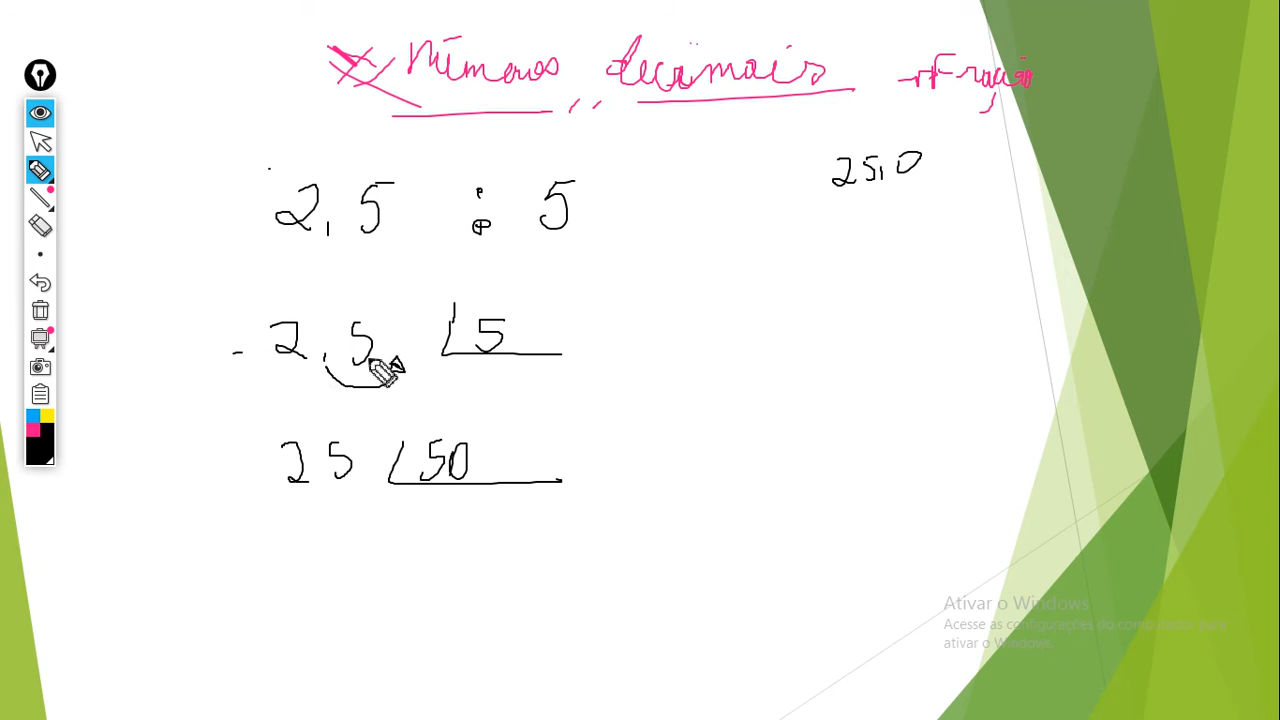 Números decimais → Fração
25,0
2,5 : 5
2,5 5
25 50
Ativar o Windows
Acesse as configurações do computador para
ativar o Windows.